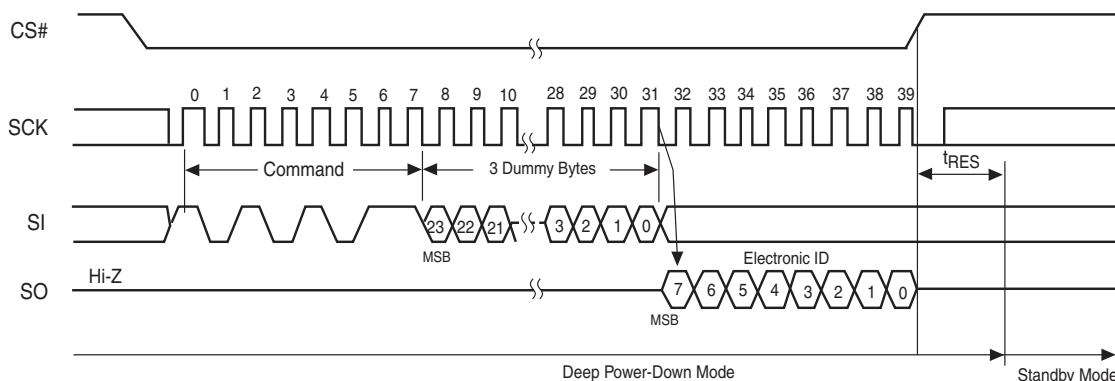 CS#
0 1 2 3 4 5 6 7 8 9 10 28 29 30 31 32 33 34 35 36 37 38 39
SCK
tRES
Command 3 Dummy Bytes
SI
23 22 21 3 2 1 0
MSB
Electronic ID
Hi-Z
SO
7 6 5 4 3 2 1 0
MSB
Deep Power-Down Mode
Standby Mode